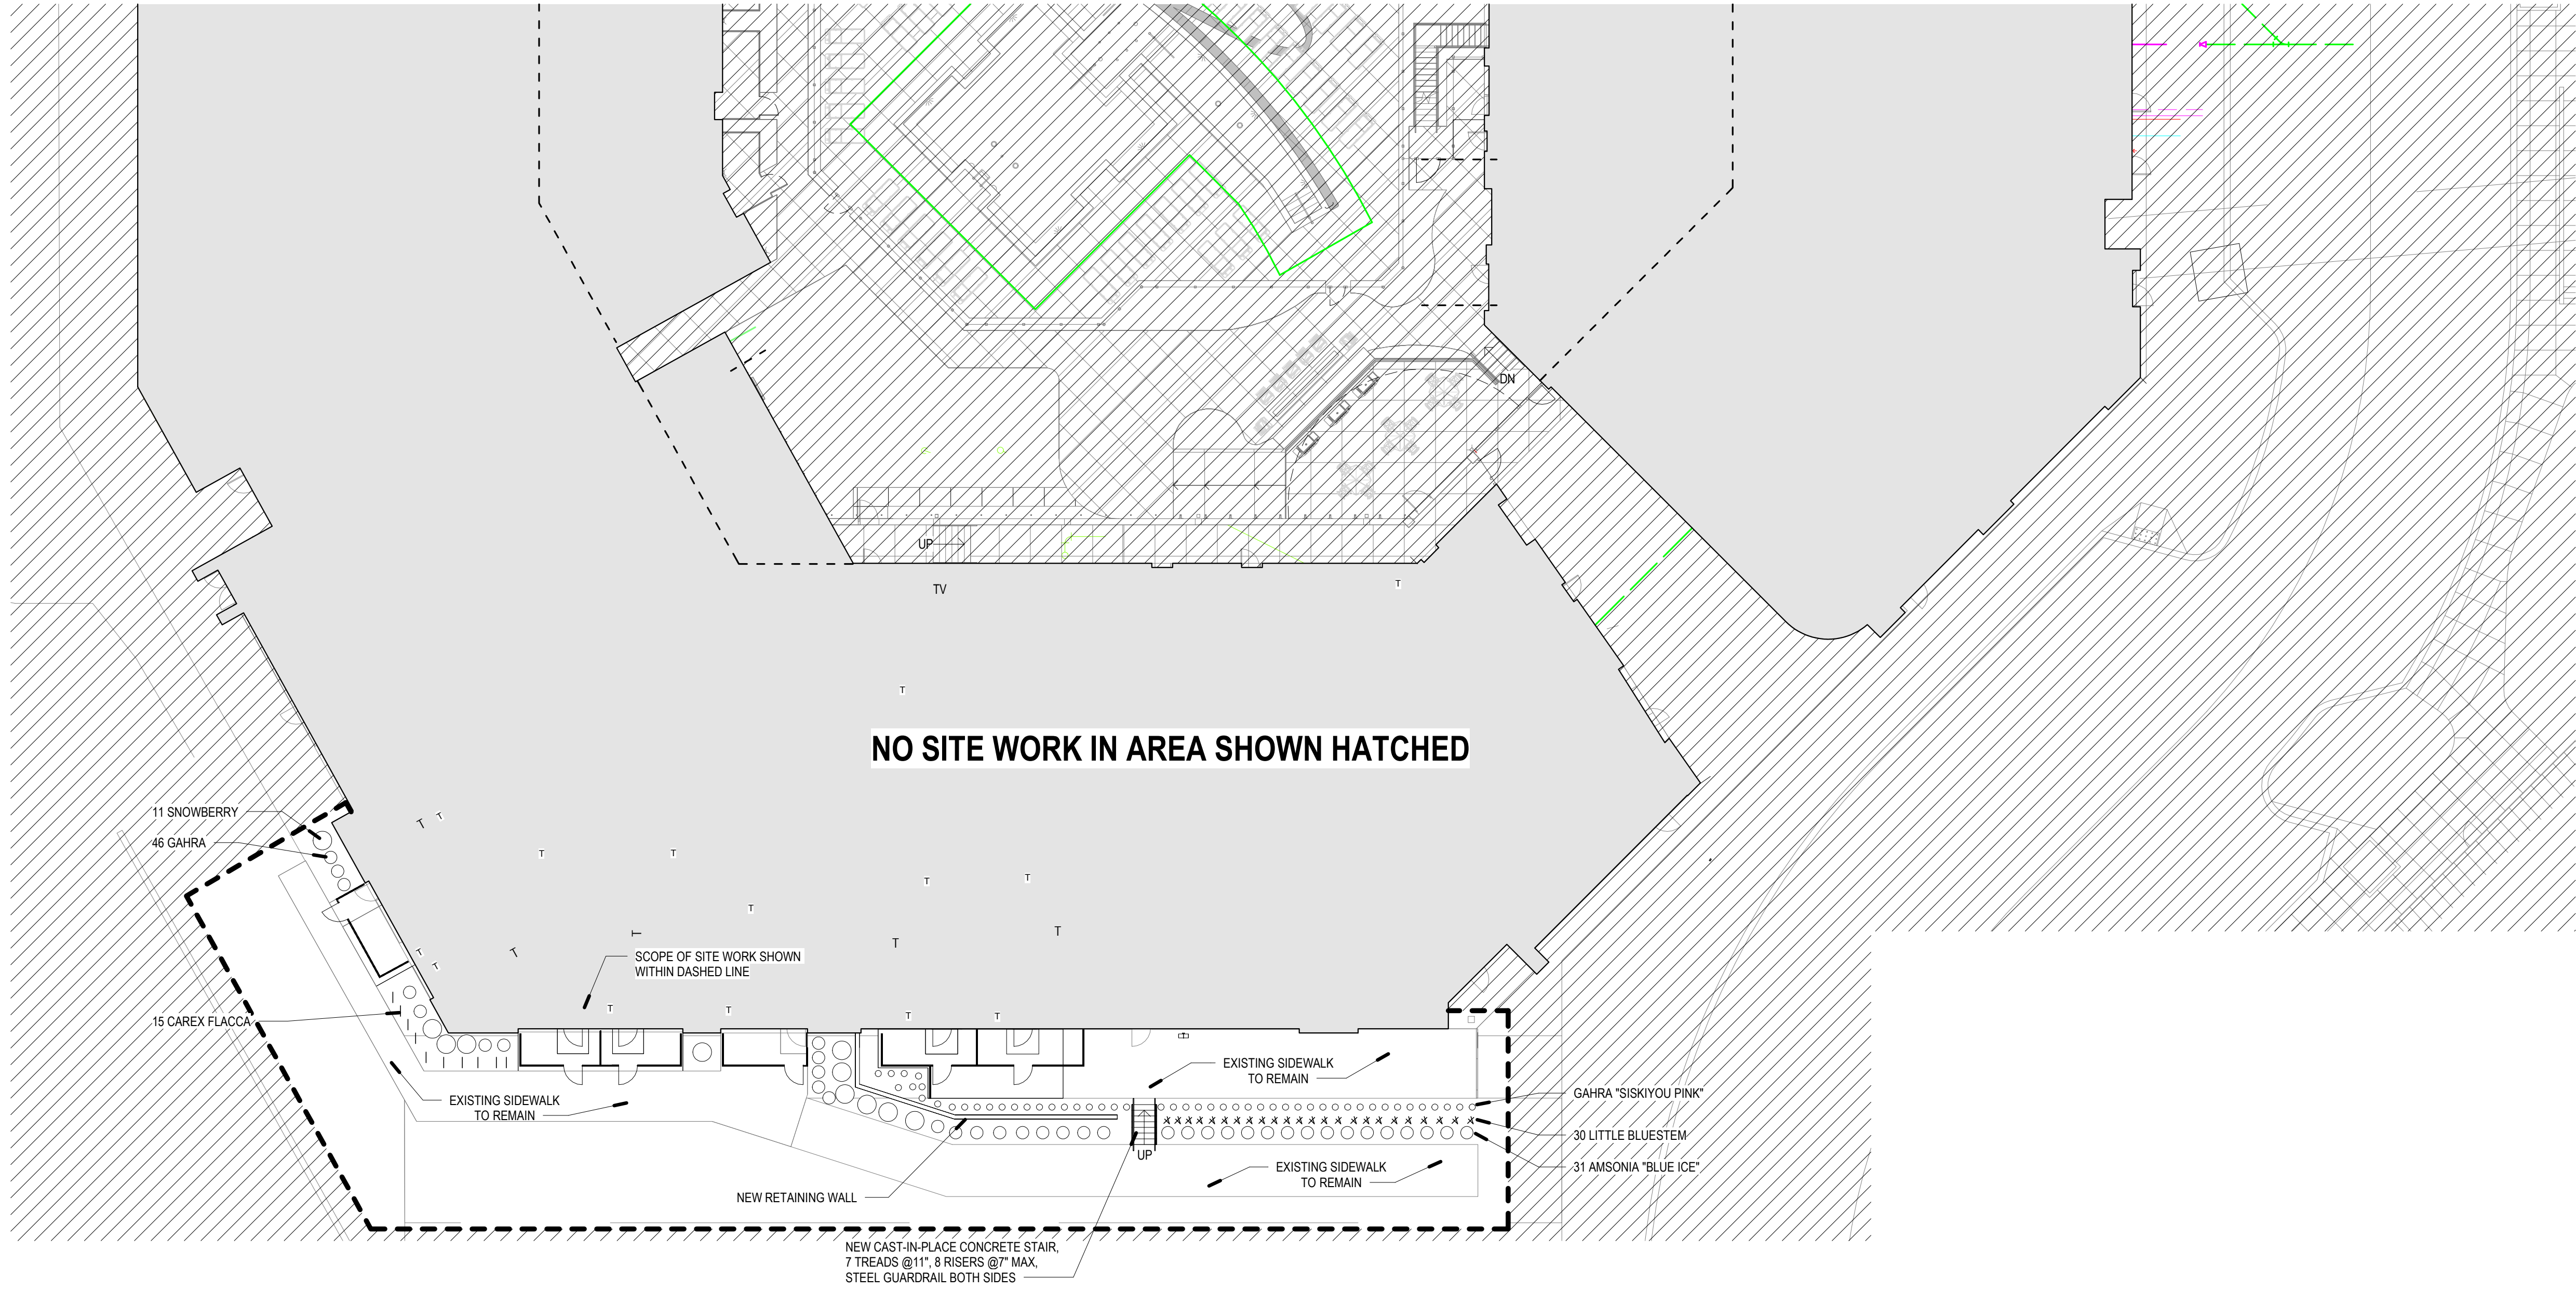 DN
UP
TV
T
T
NO SITE WORK IN AREA SHOWN HATCHED
11 SNOWBERRY
46 GAHRA
T
T
T
T
T
T
T
T
T
T
T
T
T
T
SCOPE OF SITE WORK SHOWN
WITHIN DASHED LINE
T
T
T
T
15 CAREX FLACCA
EXISTING SIDEWALK
TO REMAIN
EXISTING SIDEWALK
TO REMAIN
GAHRA "SISKIYOU PINK"
30 LITTLE BLUESTEM
31 AMSONIA "BLUE ICE"
UP
EXISTING SIDEWALK
TO REMAIN
NEW RETAINING WALL
NEW CAST-IN-PLACE CONCRETE STAIR,
7 TREADS @11", 8 RISERS @7" MAX,
STEEL GUARDRAIL BOTH SIDES